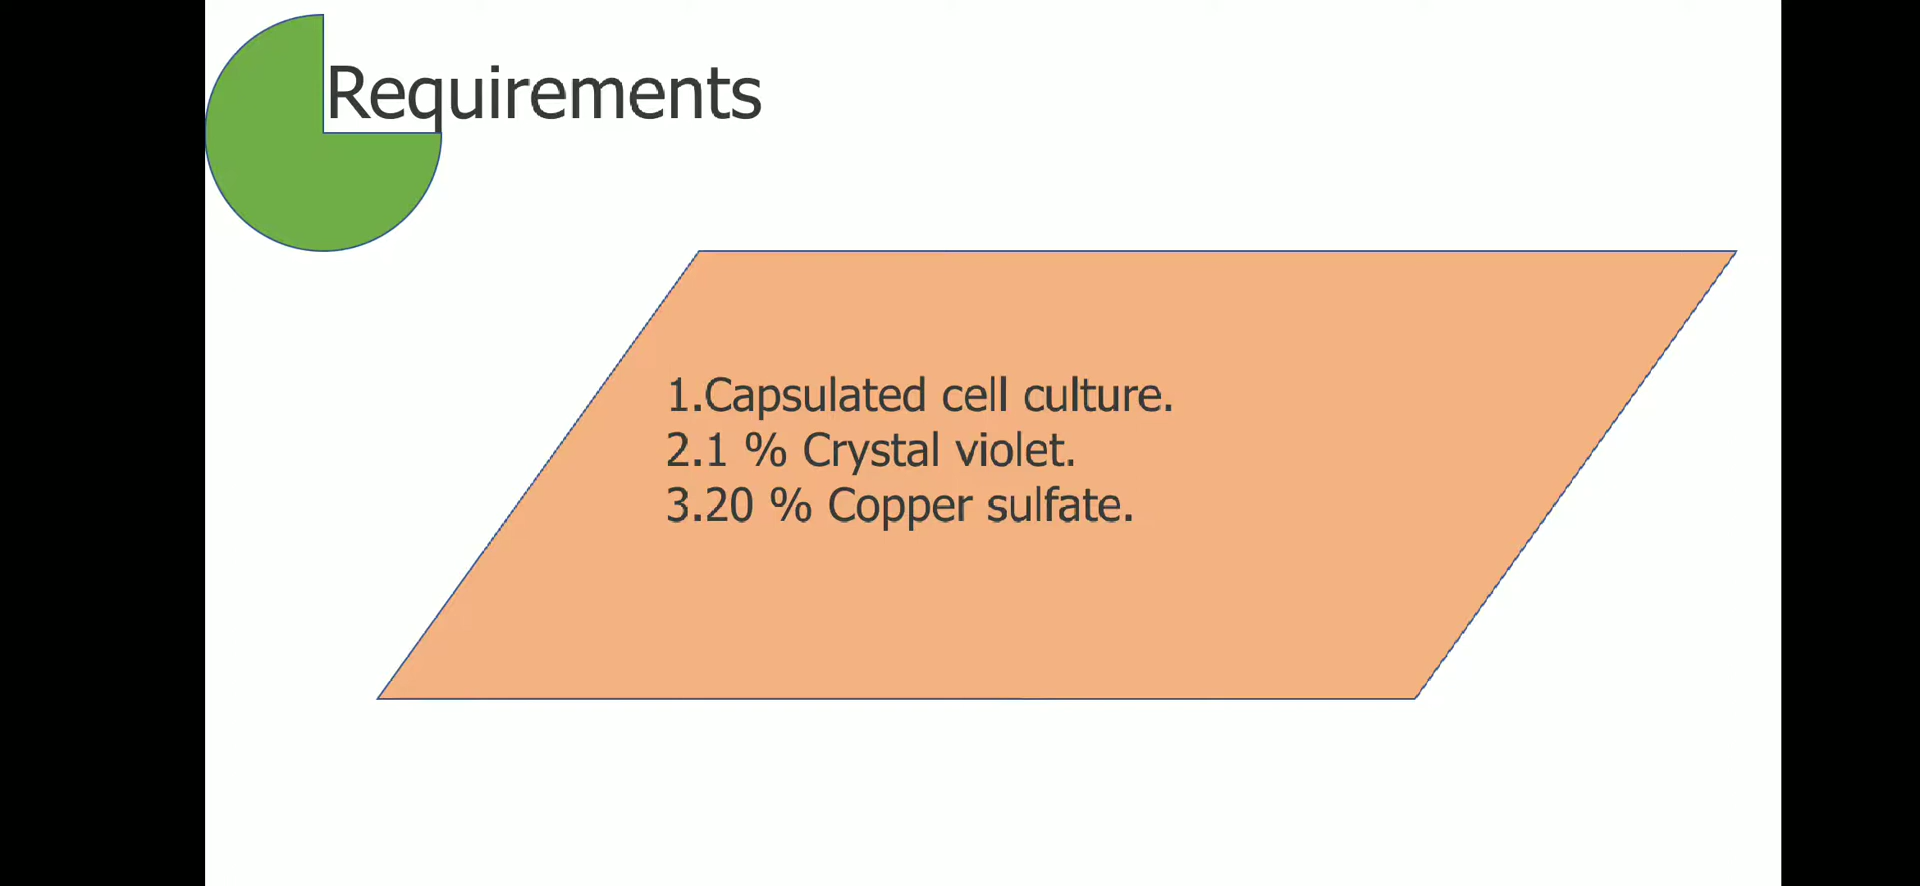 Requirements
1.Capsulated cell culture.
2.1 % Crystal violet.
3.20 % Copper sulfate.